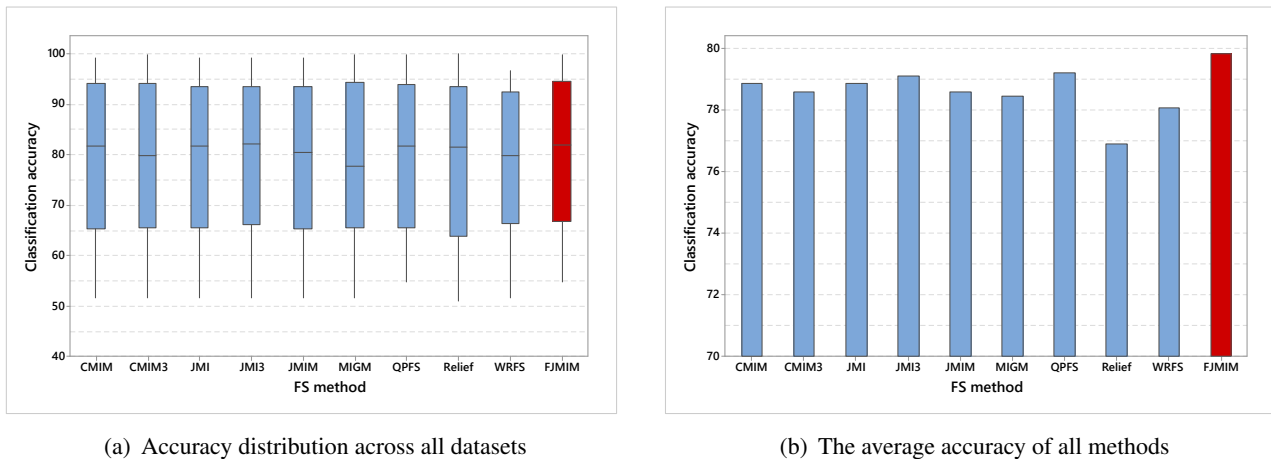 100
90
80
70
60
50
40
Classification accuracy
CMIM CMIM3 JMI JMI3 JMIM MIGM QPFS Relief WRFS FJMIM
FS method
(a) Accuracy distribution across all datasets
80
78
76
74
72
70
Classification accuracy
CMIM CMIM3 JMI JMI3 JMIM MIGM QPFS Relief WRFS FJMIM
FS method
(b) The average accuracy of all methods